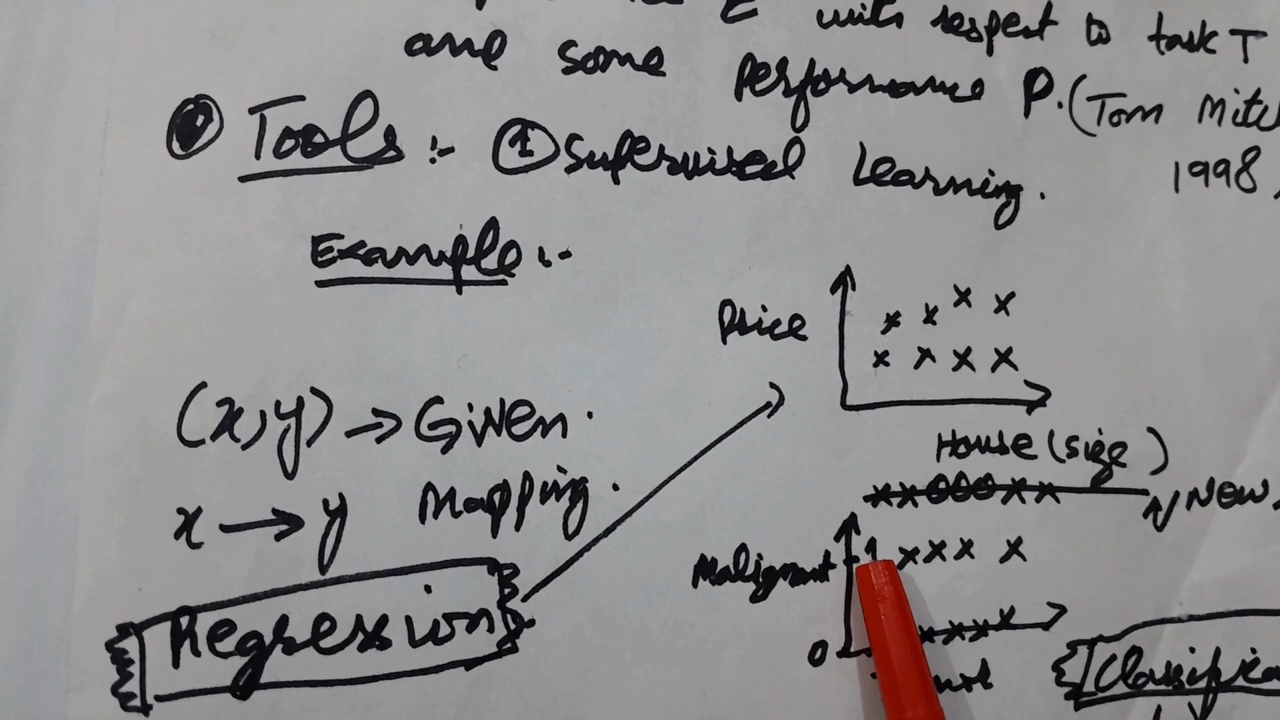 E with respect to task T
and some Performance P. (Tom Mitc
Tools :- ① Supervised Learning. 1998
Example :-
Price
House (size)
(x,y) → Given.
x → y Mapping.
New
Malignant 1
0
Regression
Classifica